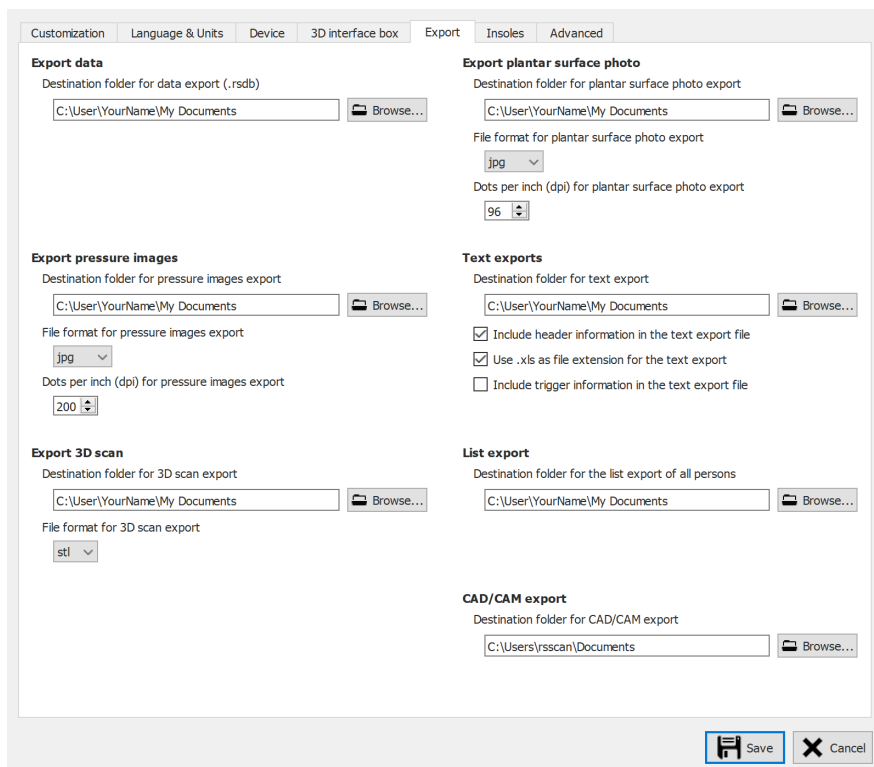 Customization Language & Units Device 3D interface box Export Insoles Advanced
Export data
Destination folder for data export (.rsdb)
C:\User\YourName\My Documents Browse...
Export plantar surface photo
Destination folder for plantar surface photo export
C:\User\YourName\My Documents Browse...
File format for plantar surface photo export
jpg
Dots per inch (dpi) for plantar surface photo export
96
Export pressure images
Destination folder for pressure images export
C:\User\YourName\My Documents Browse...
File format for pressure images export
jpg
Dots per inch (dpi) for pressure images export
200
Text exports
Destination folder for text export
C:\User\YourName\My Documents Browse...
Include header information in the text export file
Use .xls as file extension for the text export
Include trigger information in the text export file
Export 3D scan
Destination folder for 3D scan export
C:\User\YourName\My Documents Browse...
File format for 3D scan export
stl
List export
Destination folder for the list export of all persons
C:\User\YourName\My Documents Browse...
CAD/CAM export
Destination folder for CAD/CAM export
C:\Users\rsscan\Documents Browse...
Save Cancel